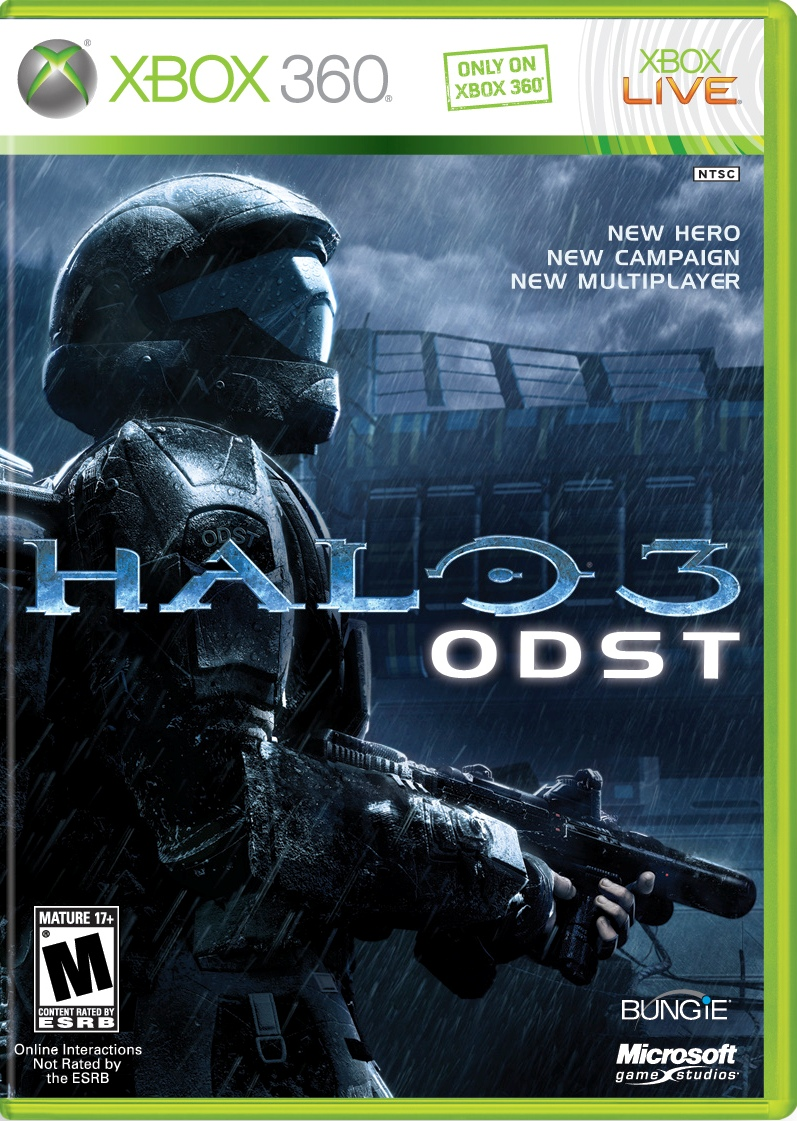 XBOX 360®
ONLY ON
XBOX 360®
XBOX
LIVE®
NTSC
NEW HERO
NEW CAMPAIGN
NEW MULTIPLAYER
ODST
HALO 3
ODST
MATURE 17+
M
CONTENT RATED BY
ESRB
Online Interactions
Not Rated by
the ESRB
BUNGiE
Microsoft
game studios